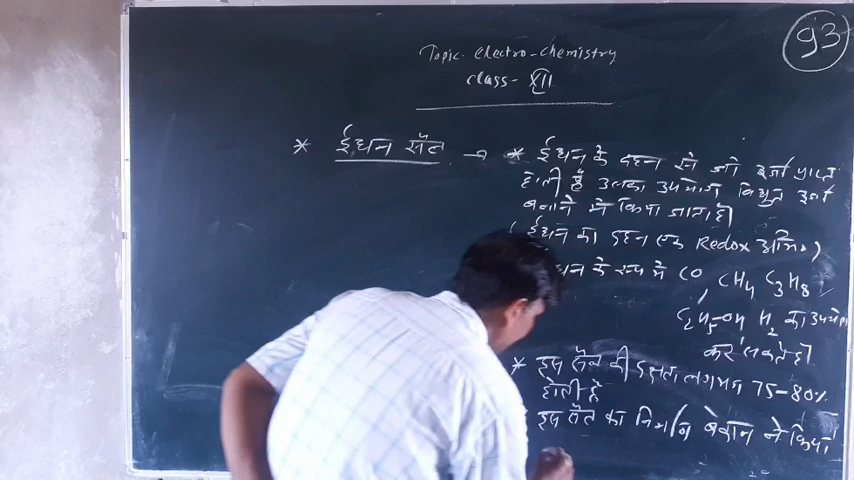 93
Topic - electro-chemistry
class - XII
* ईंधन सेल → * ईंधन के दहन से जो ऊर्जा प्राप्त
होती है उसका उपयोग विद्युत ऊर्जा
बनाने में किया जाता है
(ईंधन का दहन एक Redox अभि०)
धन के रूप में CO, CH4 C3H8
C2H5-OH H2 का उपयोग
कर सकते है
* इस सेल की दक्षता लगभग 75-80%
होती है
इस सेल का निर्माण बेकन ने किया